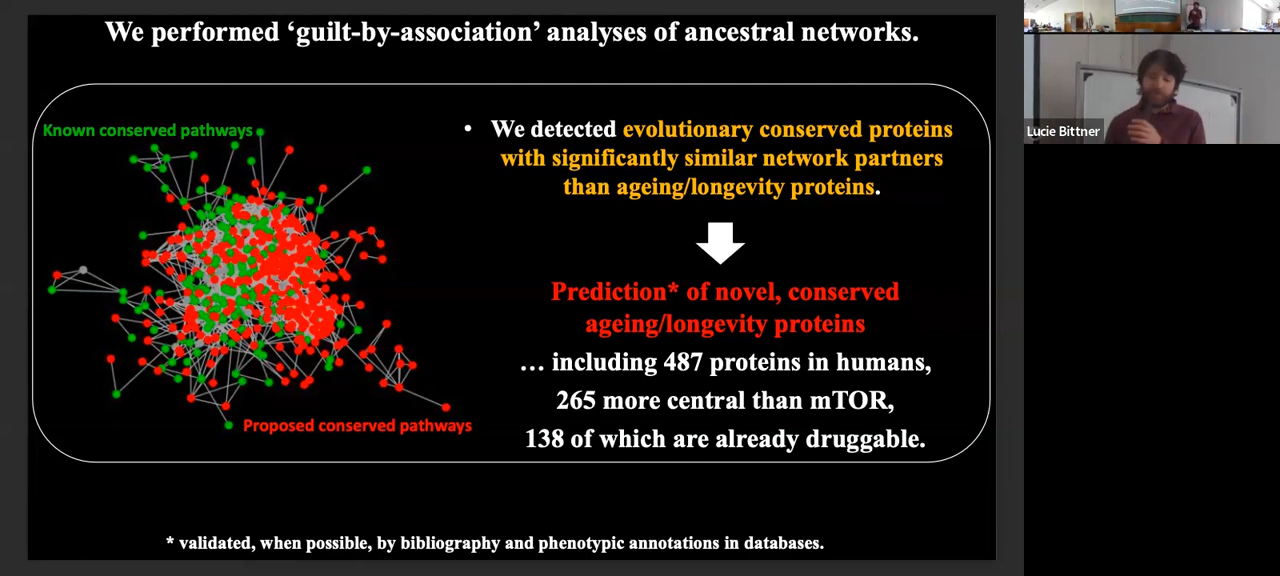 We performed ‘guilt-by-association’ analyses of ancestral networks.
Known conserved pathways
• We detected evolutionary conserved proteins
with significantly similar network partners
than ageing/longevity proteins.
Prediction* of novel, conserved
ageing/longevity proteins
… including 487 proteins in humans,
265 more central than mTOR,
138 of which are already druggable.
Proposed conserved pathways
* validated, when possible, by bibliography and phenotypic annotations in databases.
Lucie Bittner